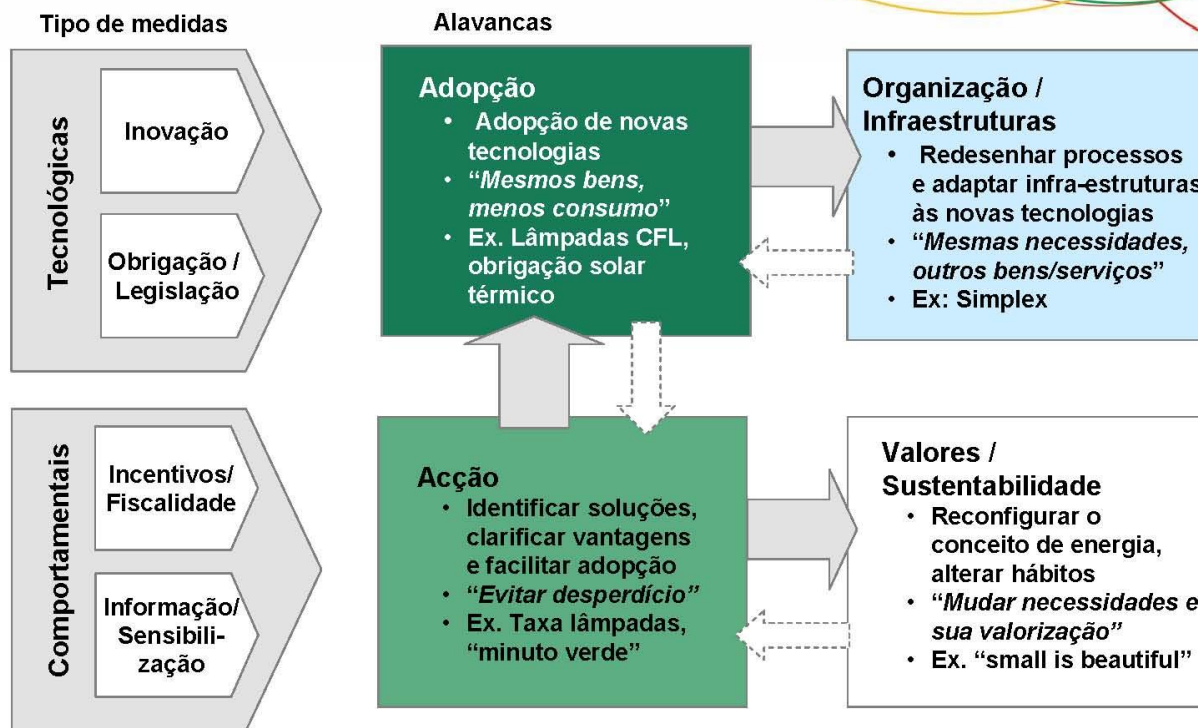 Tipo de medidas
Alavancas
Tecnológicas
Inovação
Obrigação /
Legislação
Adopção
• Adopção de novas
tecnologias
• “Mesmos bens,
menos consumo”
• Ex. Lâmpadas CFL,
obrigação solar
térmico
Organização /
Infraestruturas
• Redesenhar processos
e adaptar infra-estruturas
às novas tecnologias
• “Mesmas necessidades,
outros bens/serviços”
• Ex: Simplex
Comportamentais
Incentivos/
Fiscalidade
Informação/
Sensibili-
zação
Acção
• Identificar soluções,
clarificar vantagens
e facilitar adopção
• “Evitar desperdício”
• Ex. Taxa lâmpadas,
“minuto verde”
Valores /
Sustentabilidade
• Reconfigurar o
conceito de energia,
alterar hábitos
• “Mudar necessidades e
sua valorização”
• Ex. “small is beautiful”